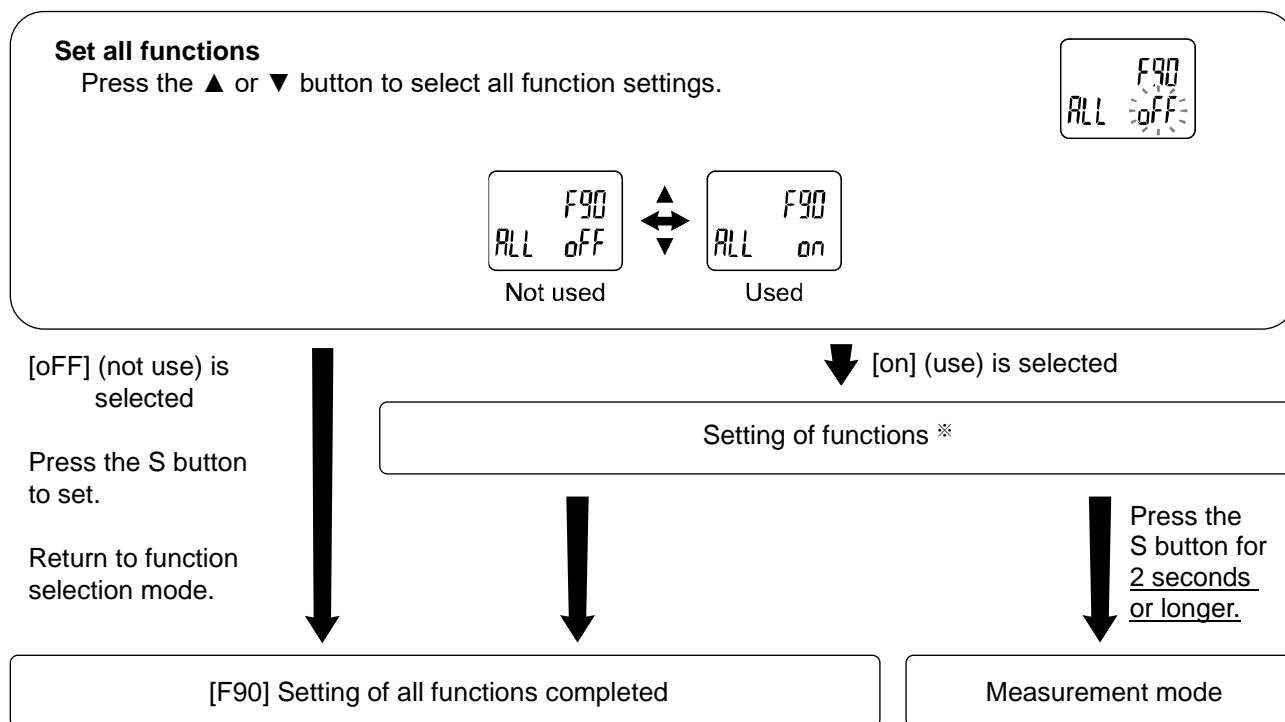 Set all functions
Press the ▲ or ▼ button to select all function settings.
F90
ALL oFF
F90
ALL oFF
Not used
▲
▼
F90
ALL on
Used
[oFF] (not use) is
selected
Press the S button
to set.
Return to function
selection mode.
[on] (use) is selected
Setting of functions ※
Press the
S button for
2 seconds
or longer.
[F90] Setting of all functions completed
Measurement mode